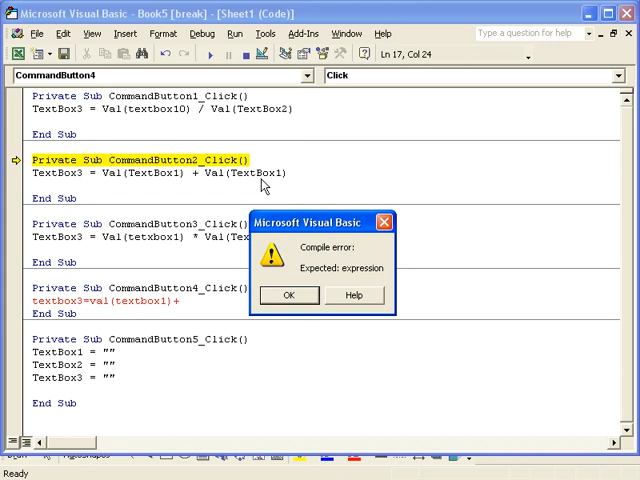 Microsoft Visual Basic - Book5 [break] - [Sheet1 (Code)]
File Edit View Insert Format Debug Run Tools Add-Ins Window Help Type a question for help
Ln 17, Col 24
CommandButton4 Click
Private Sub CommandButton1_Click()
TextBox3 = Val(textbox10) / Val(TextBox2)
End Sub
Private Sub CommandButton2_Click()
TextBox3 = Val(TextBox1) + Val(TextBox1)
End Sub
Private Sub CommandButton3_Click()
TextBox3 = Val(tetxbox1) * Val(Tex
End Sub
Private Sub CommandButton4_Click()
textbox3=val(textbox1)+
End Sub
Private Sub CommandButton5_Click()
TextBox1 = ""
TextBox2 = ""
TextBox3 = ""
End Sub
Microsoft Visual Basic
Compile error:
Expected: expression
OK Help
Ready